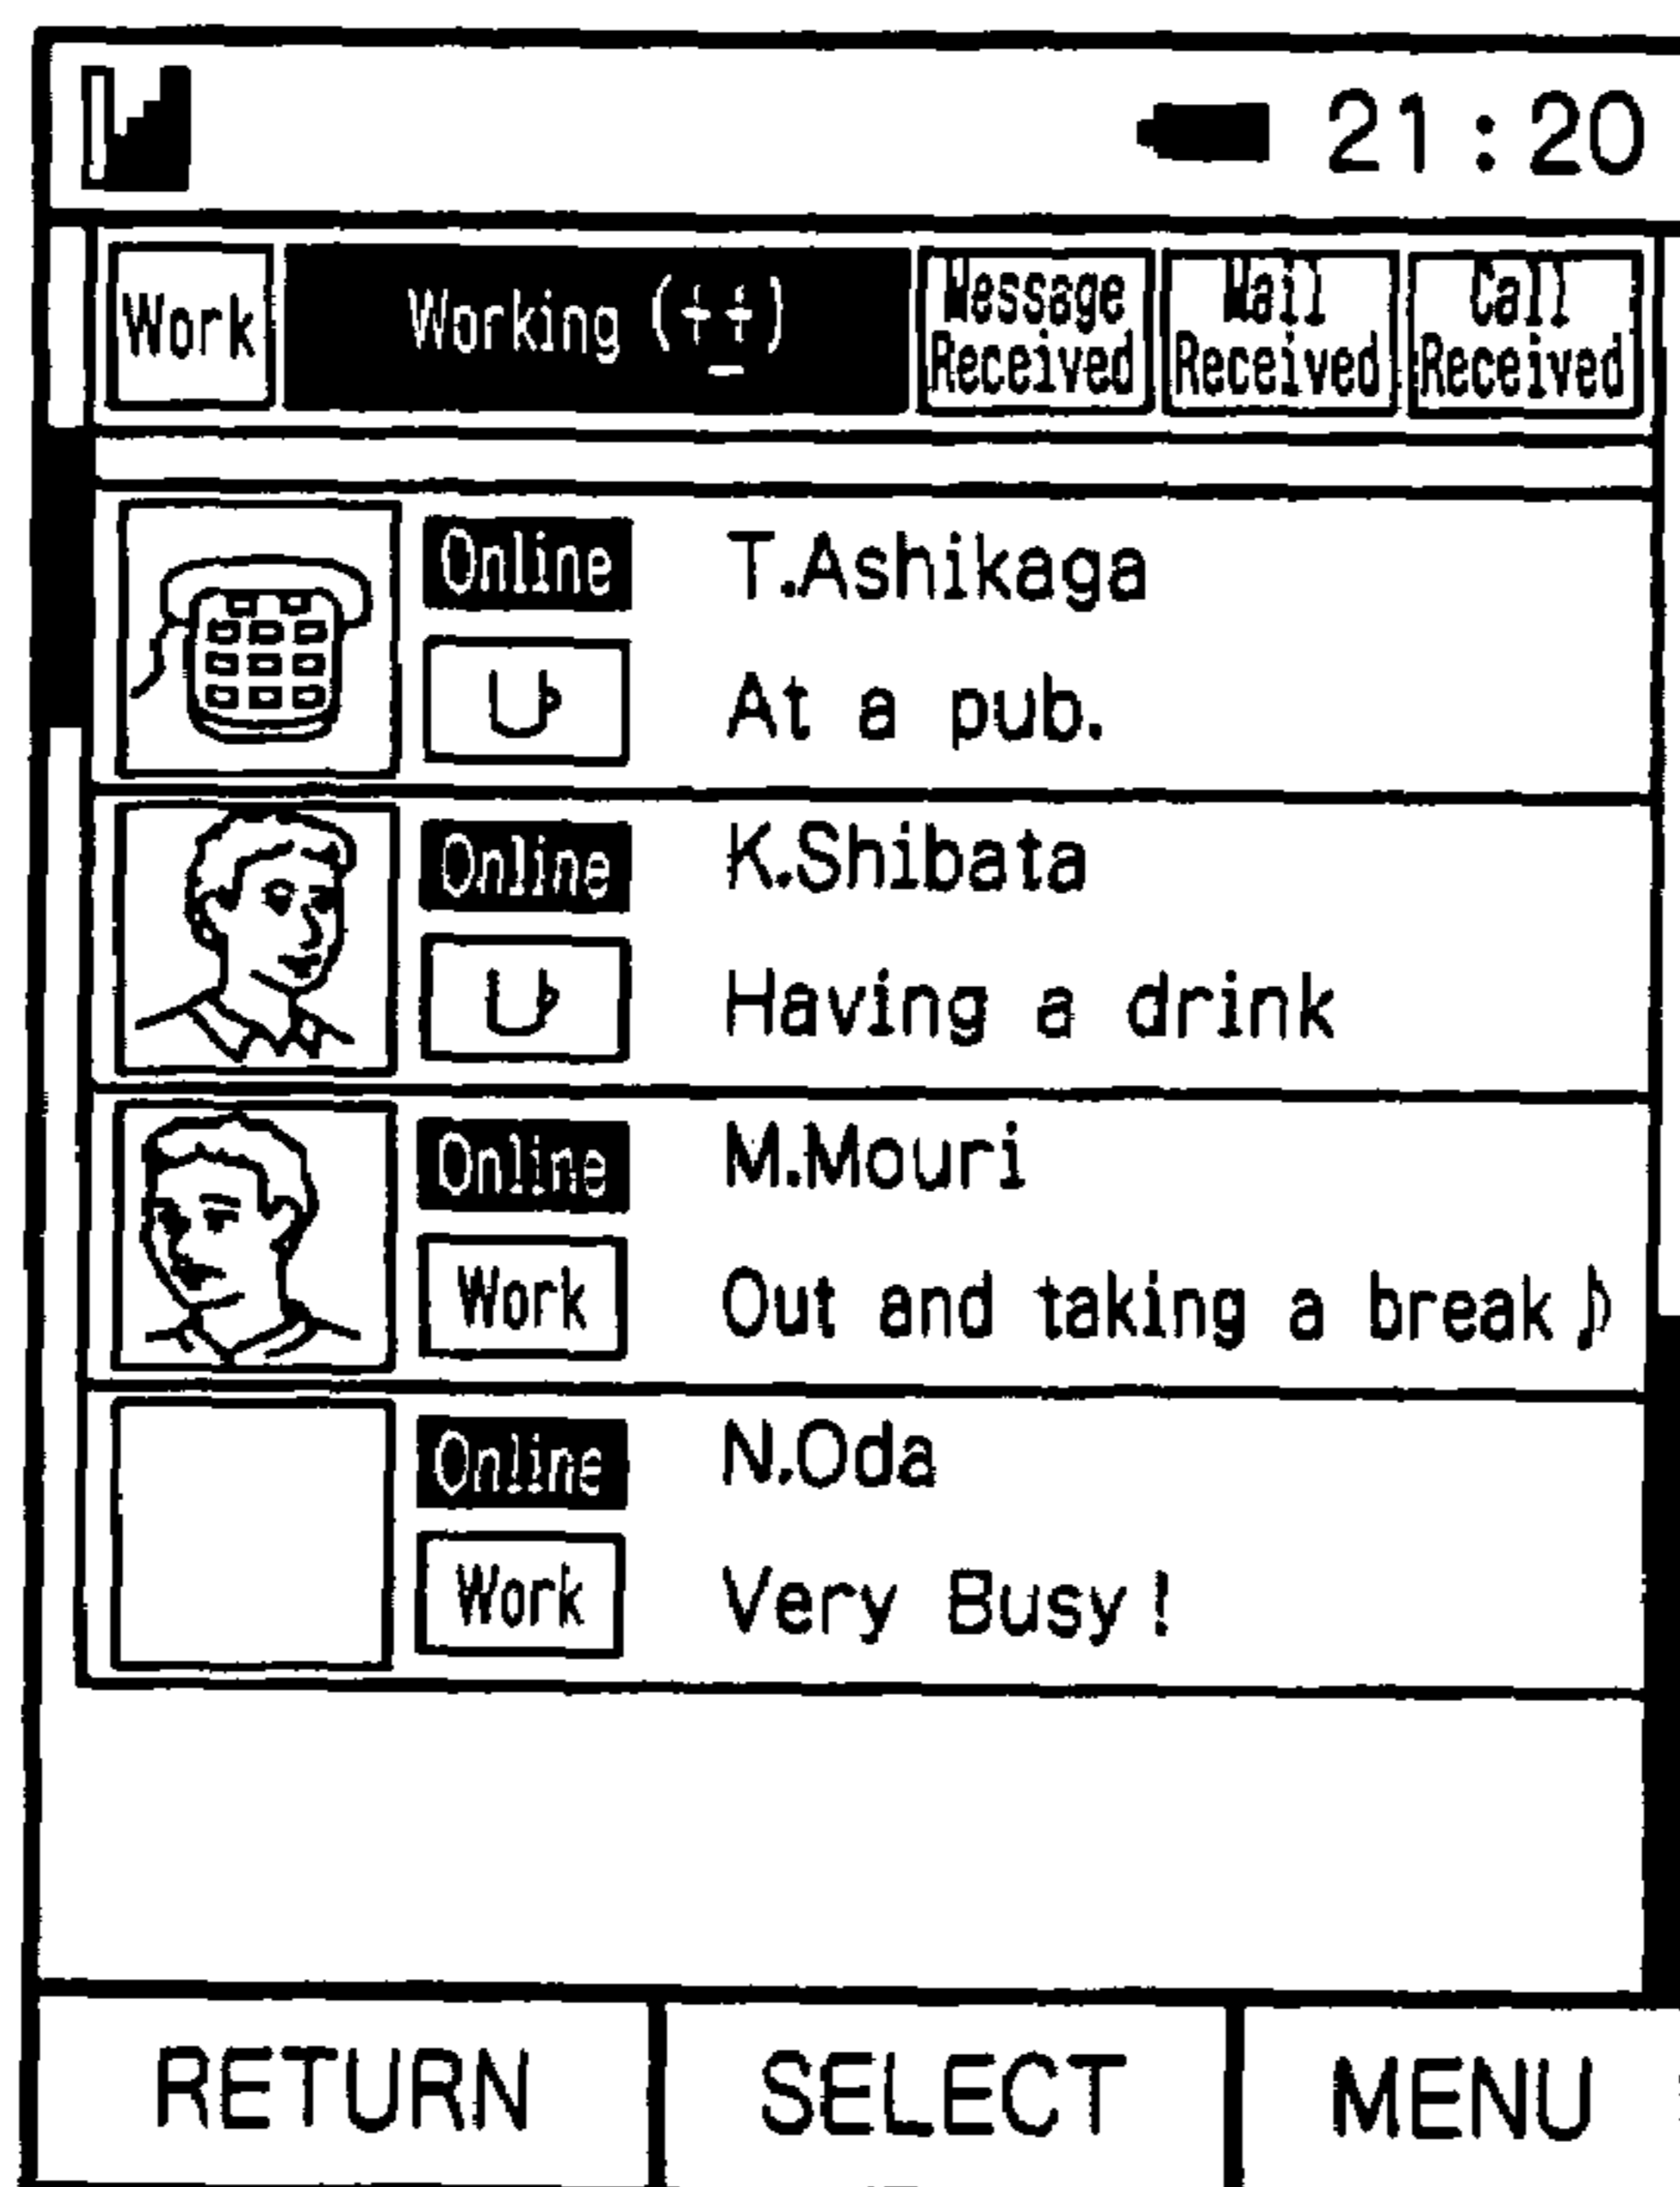 21:20
Work Working (++) Message Received Mail Received Call Received
Online T.Ashikaga
At a pub.
Online K.Shibata
Having a drink
Online M.Mouri
Work Out and taking a break♪
Online N.Oda
Work Very Busy!
RETURN SELECT MENU